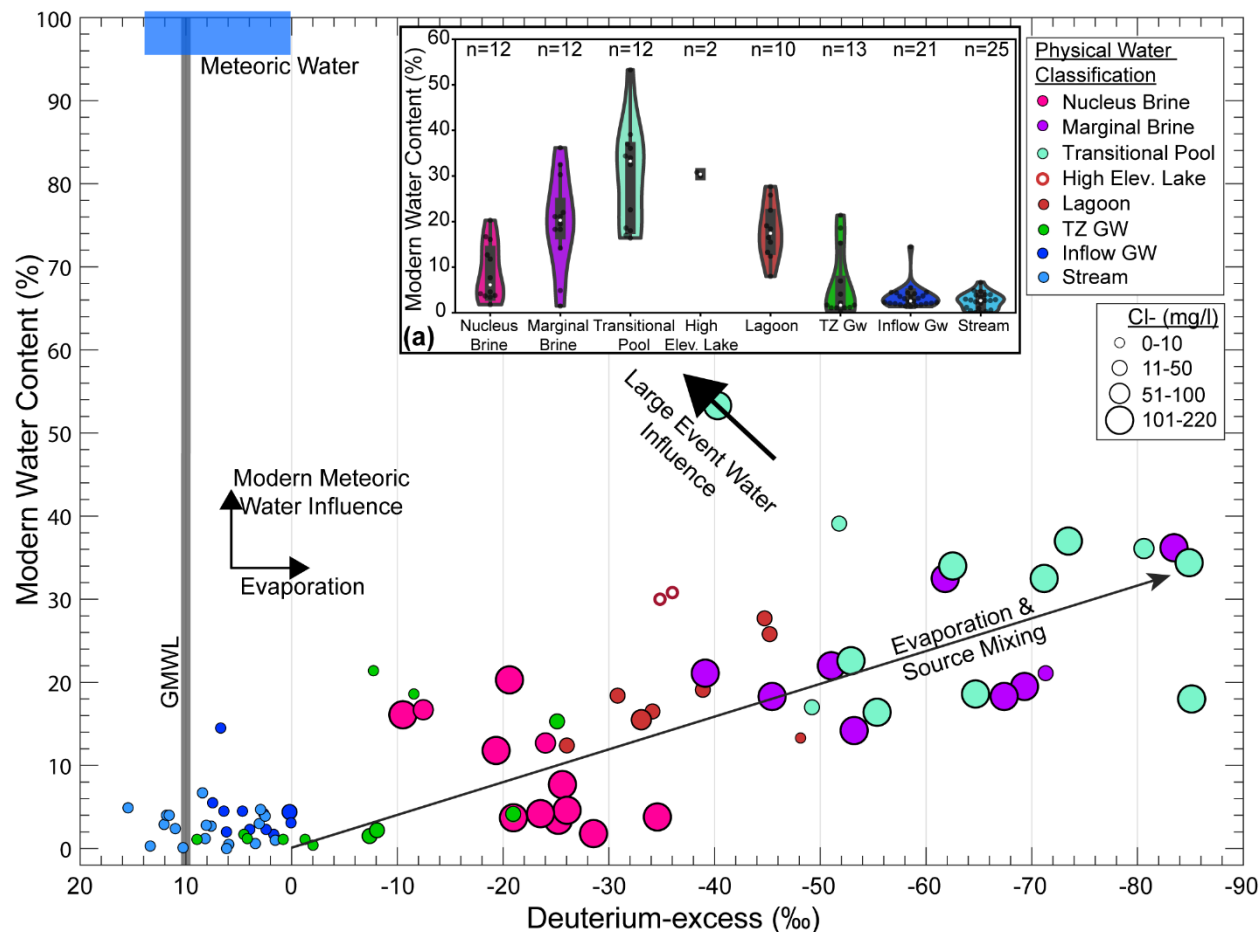 100
90
80
70
60
50
40
30
20
10
0
Modern Water Content (%)
20
10
0
-10
-20
-30
-40
-50
-60
-70
-80
-90
Deuterium-excess (‰)
Meteoric Water
GMWL
Modern Meteoric
Water Influence
Evaporation
Large Event Water
Influence
Evaporation &
Source Mixing
(a)
Modern Water Content (%)
60
50
40
30
20
10
0
n=12
n=12
n=12
n=2
n=10
n=13
n=21
n=25
Nucleus
Brine
Marginal
Brine
Transitional
Pool
High
Elev. Lake
Lagoon
TZ Gw
Inflow Gw
Stream
Physical Water
Classification
Nucleus Brine
Marginal Brine
Transitional Pool
High Elev. Lake
Lagoon
TZ GW
Inflow GW
Stream
Cl- (mg/l)
0-10
11-50
51-100
101-220